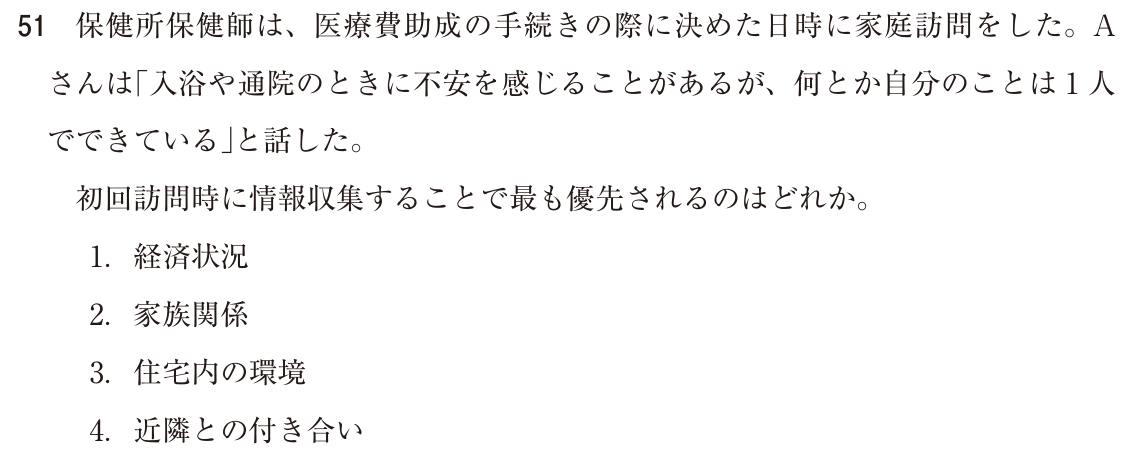 51　保健所保健師は、医療費助成の手続きの際に決めた日時に家庭訪問をした。A
さんは「入浴や通院のときに不安を感じることがあるが、何とか自分のことは1人
でできている」と話した。
初回訪問時に情報収集することで最も優先されるのはどれか。
1. 経済状況
2. 家族関係
3. 住宅内の環境
4. 近隣との付き合い